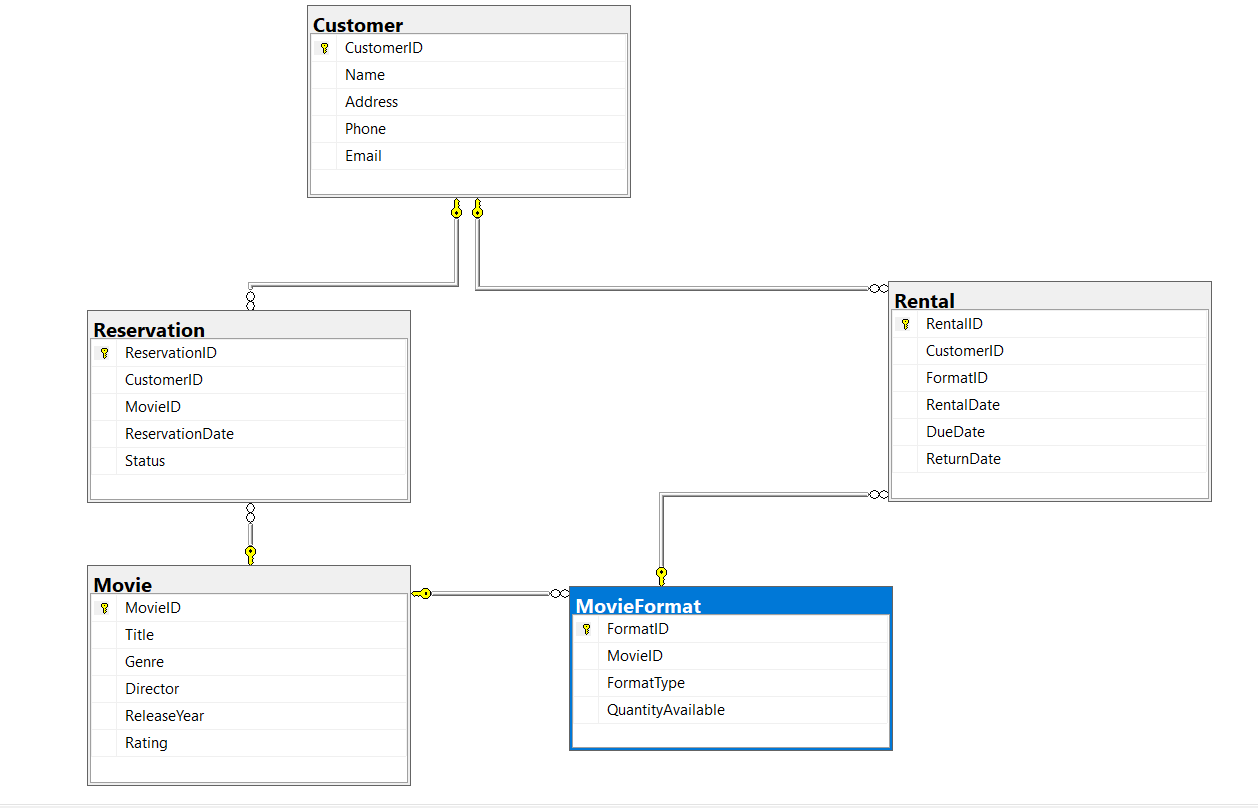 Customer
CustomerID
Name
Address
Phone
Email
Reservation
ReservationID
CustomerID
MovieID
ReservationDate
Status
Rental
RentalID
CustomerID
FormatID
RentalDate
DueDate
ReturnDate
Movie
MovieID
Title
Genre
Director
ReleaseYear
Rating
MovieFormat
FormatID
MovieID
FormatType
QuantityAvailable